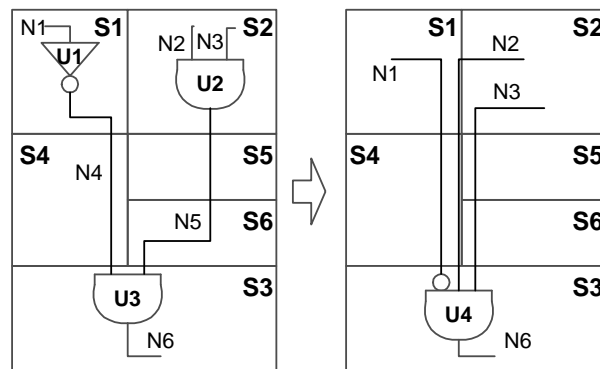 N1 S1 S2
U1 N2 N3
U2
S4 S5
N4
N5 S6
U3 S3
N6
S1 N2 S2
N1
N3
S4 S5
S6
S3
U4
N6